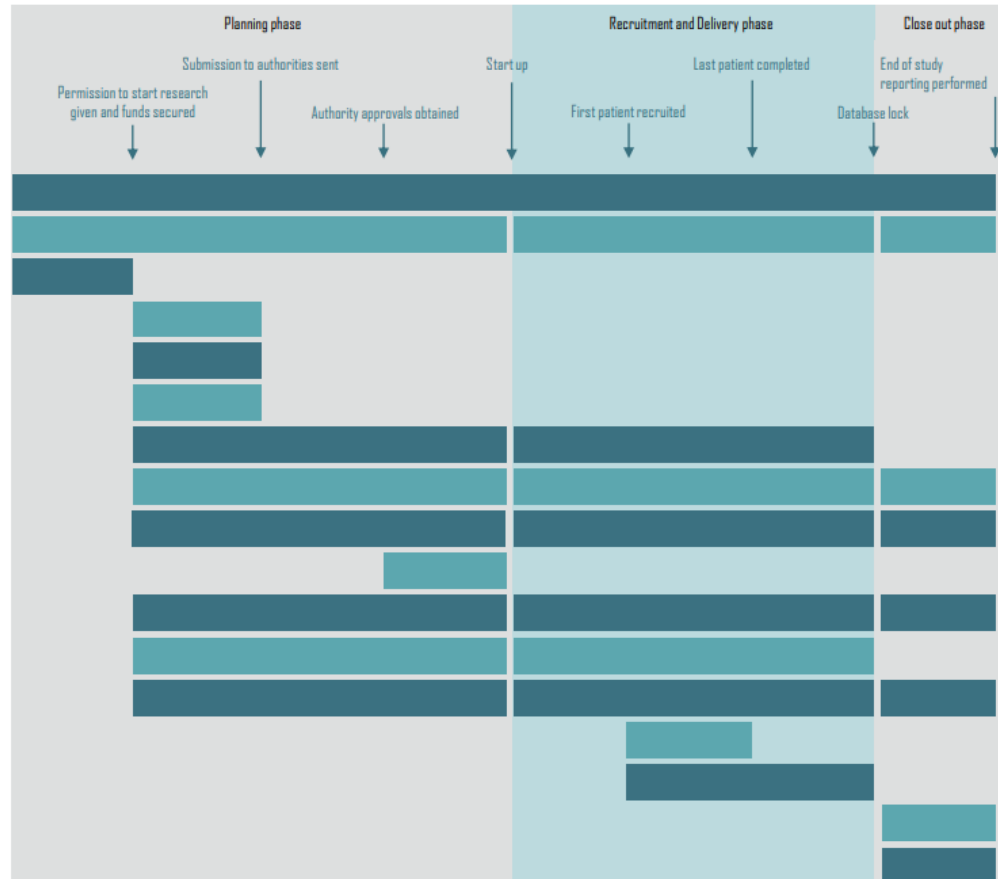 Planning phase
Recruitment and Delivery phase
Close out phase
Submission to authorities sent
Start up
Last patient completed
End of study
reporting performed
Permission to start research
given and funds secured
Authority approvals obtained
First patient recruited
Database lock